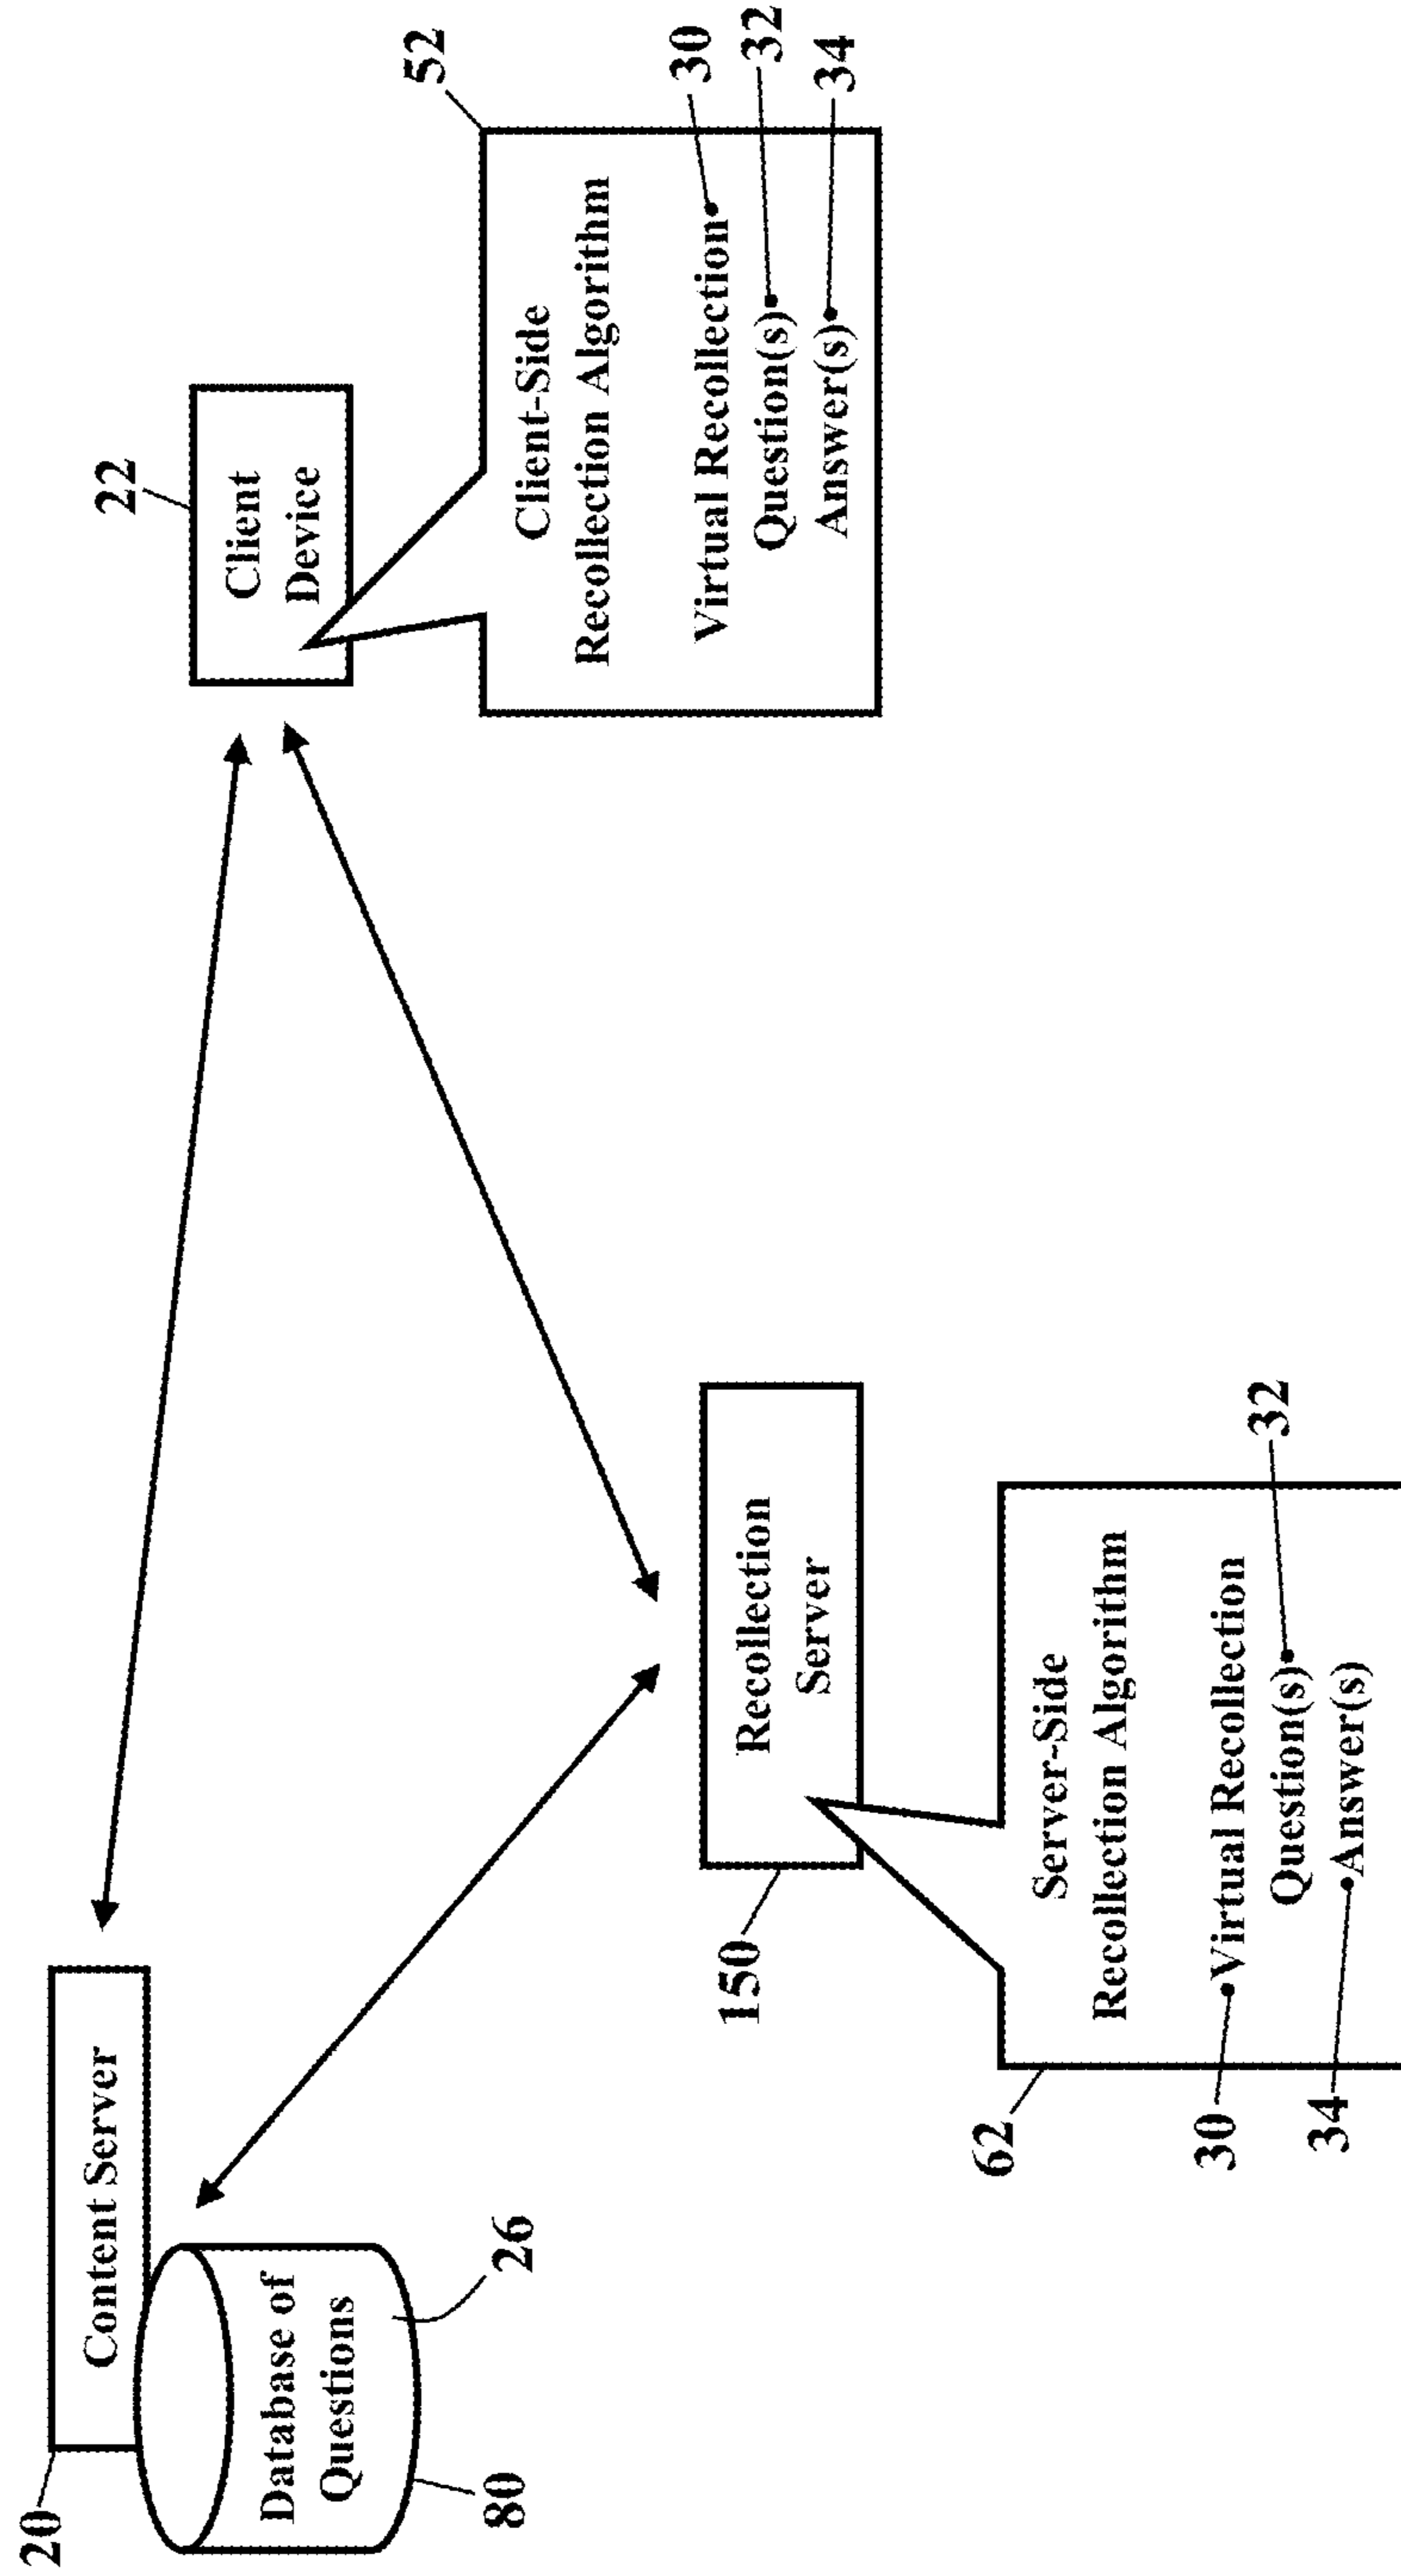 20
Content Server
Database of
Questions
26
80
22
Client
Device
52
Client-Side
Recollection Algorithm
Virtual Recollection
30
Question(s)
32
Answer(s)
34
150
Recollection
Server
62
Server-Side
Recollection Algorithm
30
Virtual Recollection
Question(s)
32
34
Answer(s)